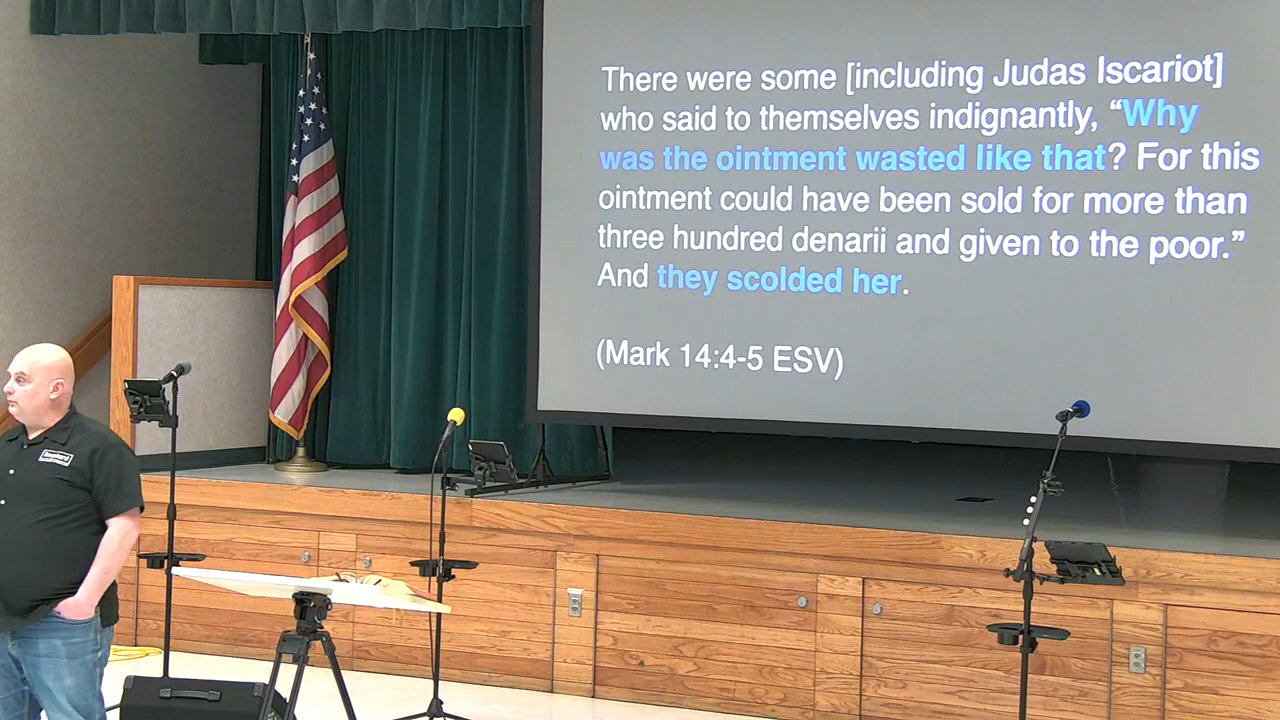 There were some [including Judas Iscariot]
who said to themselves indignantly, “Why
was the ointment wasted like that? For this
ointment could have been sold for more than
three hundred denarii and given to the poor.”
And they scolded her.
(Mark 14:4-5 ESV)